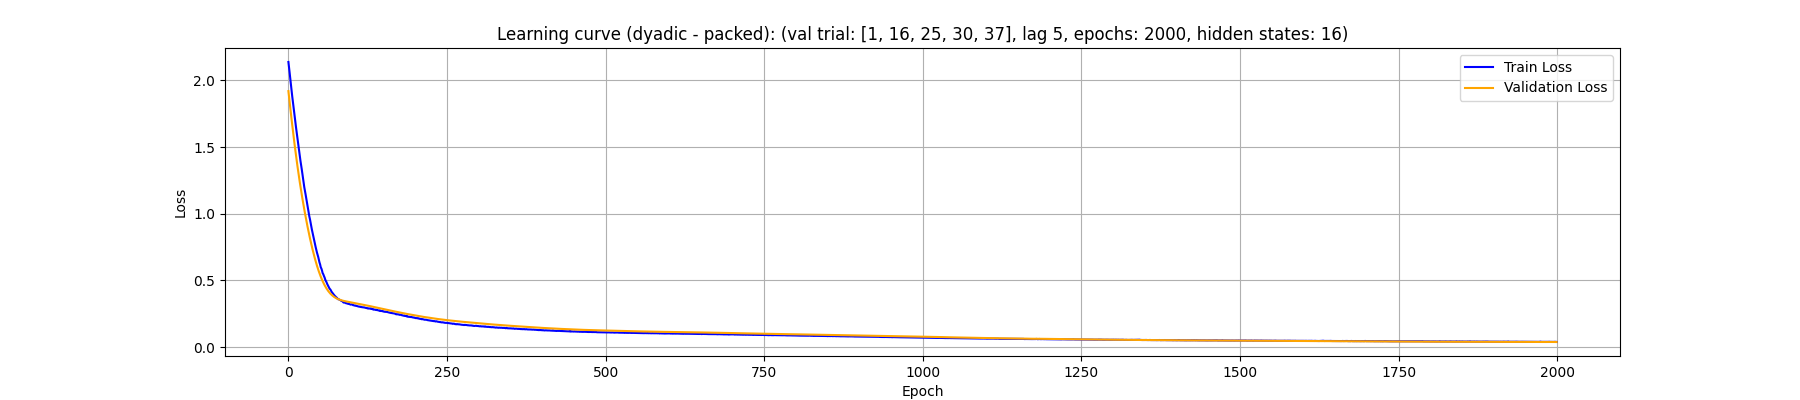 Learning curve (dyadic - packed): (val trial: [1, 16, 25, 30, 37], lag 5, epochs: 2000, hidden states: 16)
Train Loss
Validation Loss
2.0
1.5
1.0
0.5
0.0
Loss
0 250 500 750 1000 1250 1500 1750 2000
Epoch